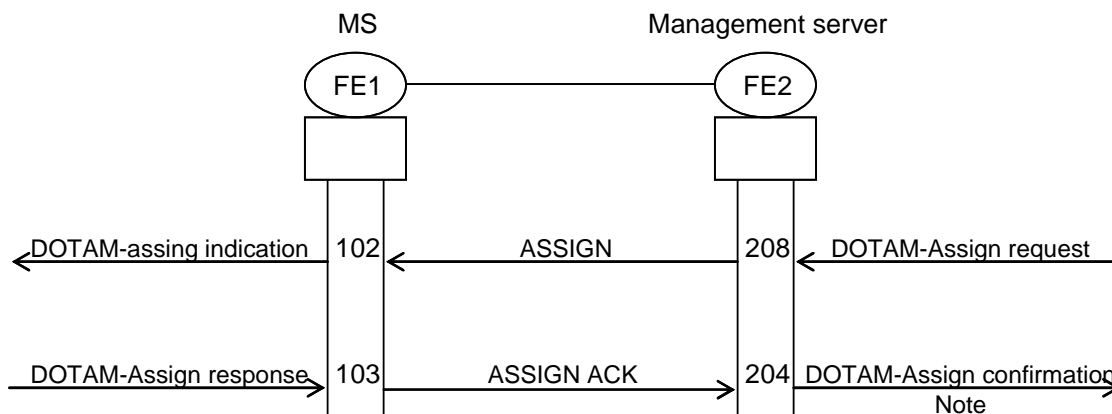 MS Management server
FE1 FE2
DOTAM-assing indication 102 ASSIGN 208 DOTAM-Assign request
DOTAM-Assign response 103 ASSIGN ACK 204 DOTAM-Assign confirmation
Note